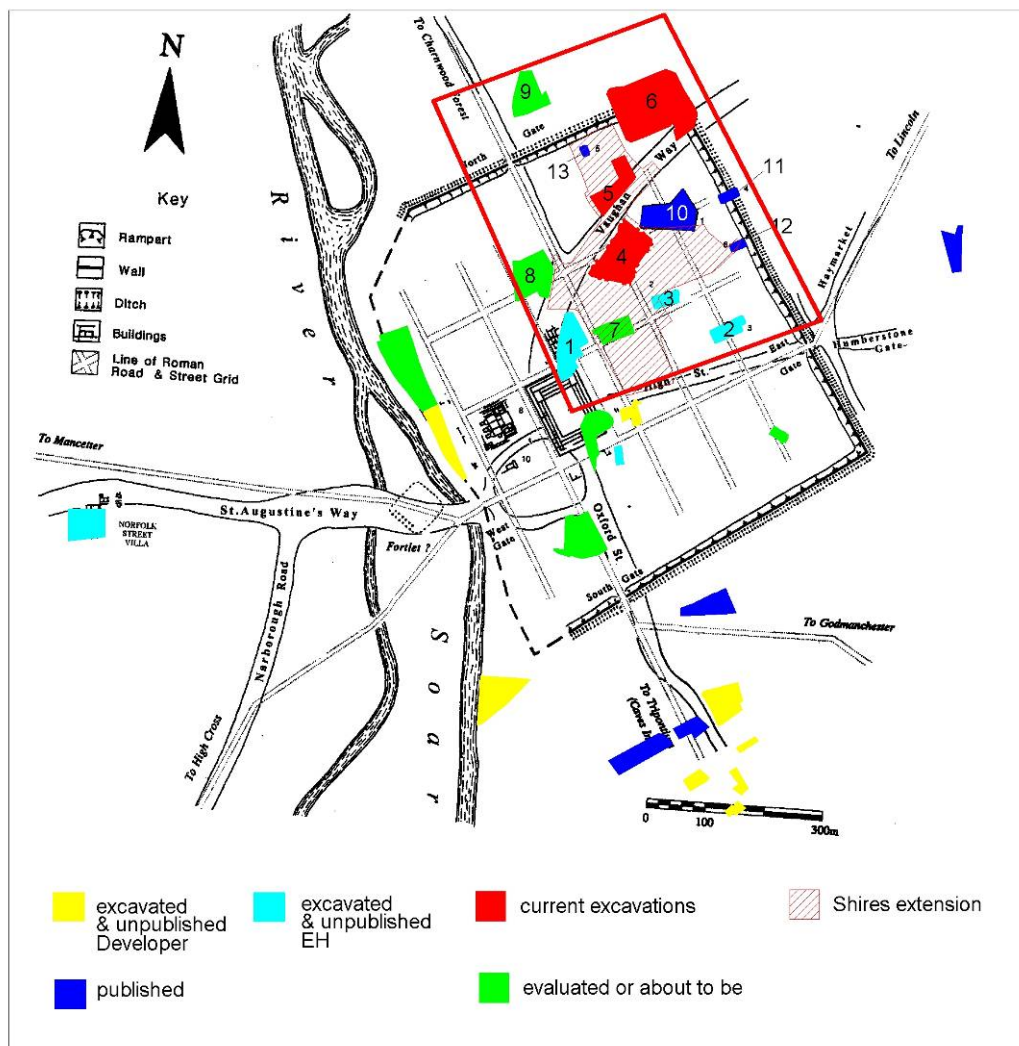 N
Key
Rampart
Wall
Ditch
Buildings
Line of Roman
Road & Street Grid
River
Soar
To Charnwood Forest
North Gate
Vaughan Way
To Lincoln
Haymarket
Humberstone
Gate
East
Gate
High St.
9
6
13
5
11
10
12
4
8
3
7
2
1
To Mancetter
St.Augustine's Way
NORFOLK
STREET
VILLA
Fortlet ?
West
Gate
Oxford St
South Gate
Narborough Road
To High Cross
To Godmanchester
(Caves In
0
100
300m
excavated
& unpublished
Developer
excavated
& unpublished
EH
current excavations
Shires extension
published
evaluated or about to be